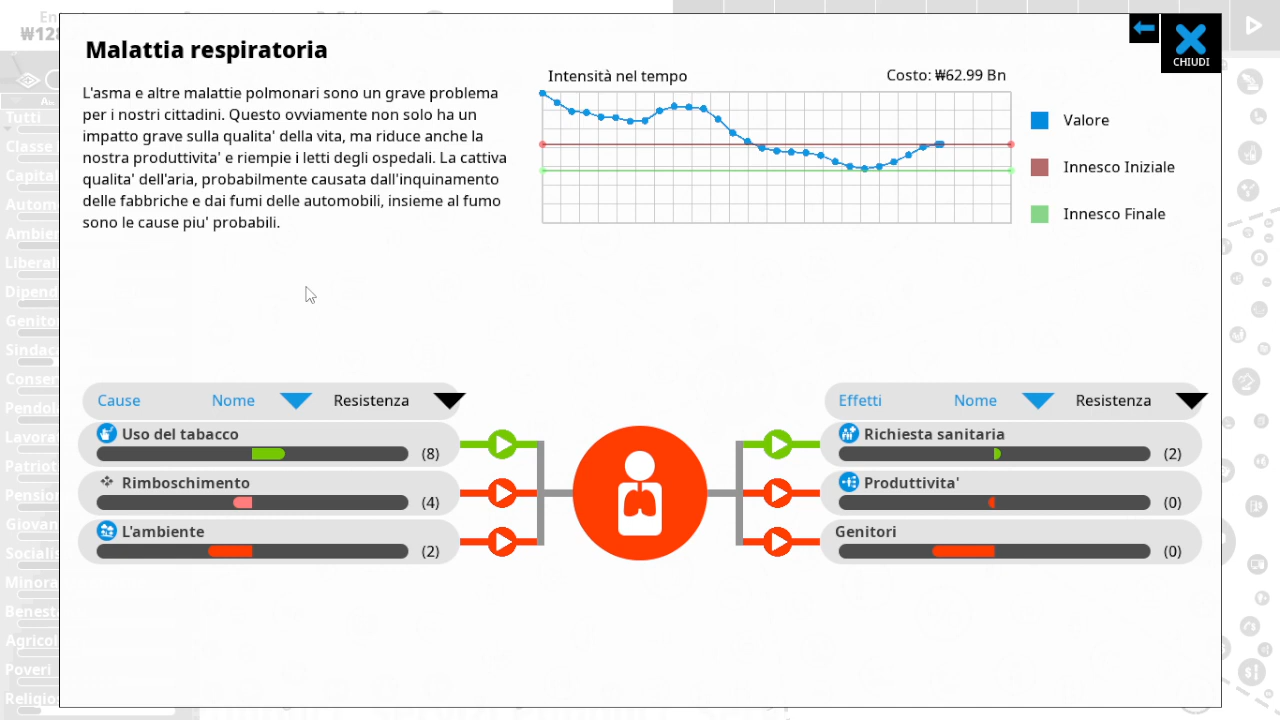 Malattia respiratoria
L'asma e altre malattie polmonari sono un grave problema
per i nostri cittadini. Questo ovviamente non solo ha un
impatto grave sulla qualita' della vita, ma riduce anche la
nostra produttivita' e riempie i letti degli ospedali. La cattiva
qualita' dell'aria, probabilmente causata dall'inquinamento
delle fabbriche e dai fumi delle automobili, insieme al fumo
sono le cause piu' probabili.
Intensità nel tempo
Costo: ₩62.99 Bn
CHIUDI
Valore
Innesco Iniziale
Innesco Finale
Cause Nome Resistenza
Uso del tabacco
(8)
Rimboschimento
(4)
L'ambiente
(2)
Effetti Nome Resistenza
Richiesta sanitaria
(2)
Produttivita'
(0)
Genitori
(0)
Tutti
Classe
Capita
Autom
Ambien
Liberal
Dipend
Genito
Sindac
Conser
Pendol
Lavora
Patriot
Pension
Giovan
Socialis
Minora
Benest
Agricol
Poveri
Religio